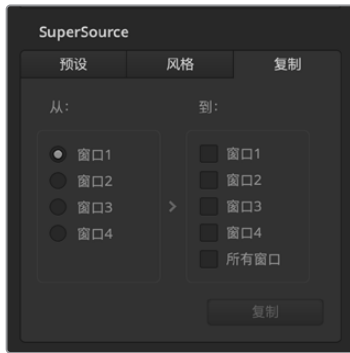 SuperSource
预设 风格 复制
从: 到:
窗口1 窗口1
窗口2 窗口2
窗口3 > 窗口3
窗口4 窗口4
所有窗口
复制